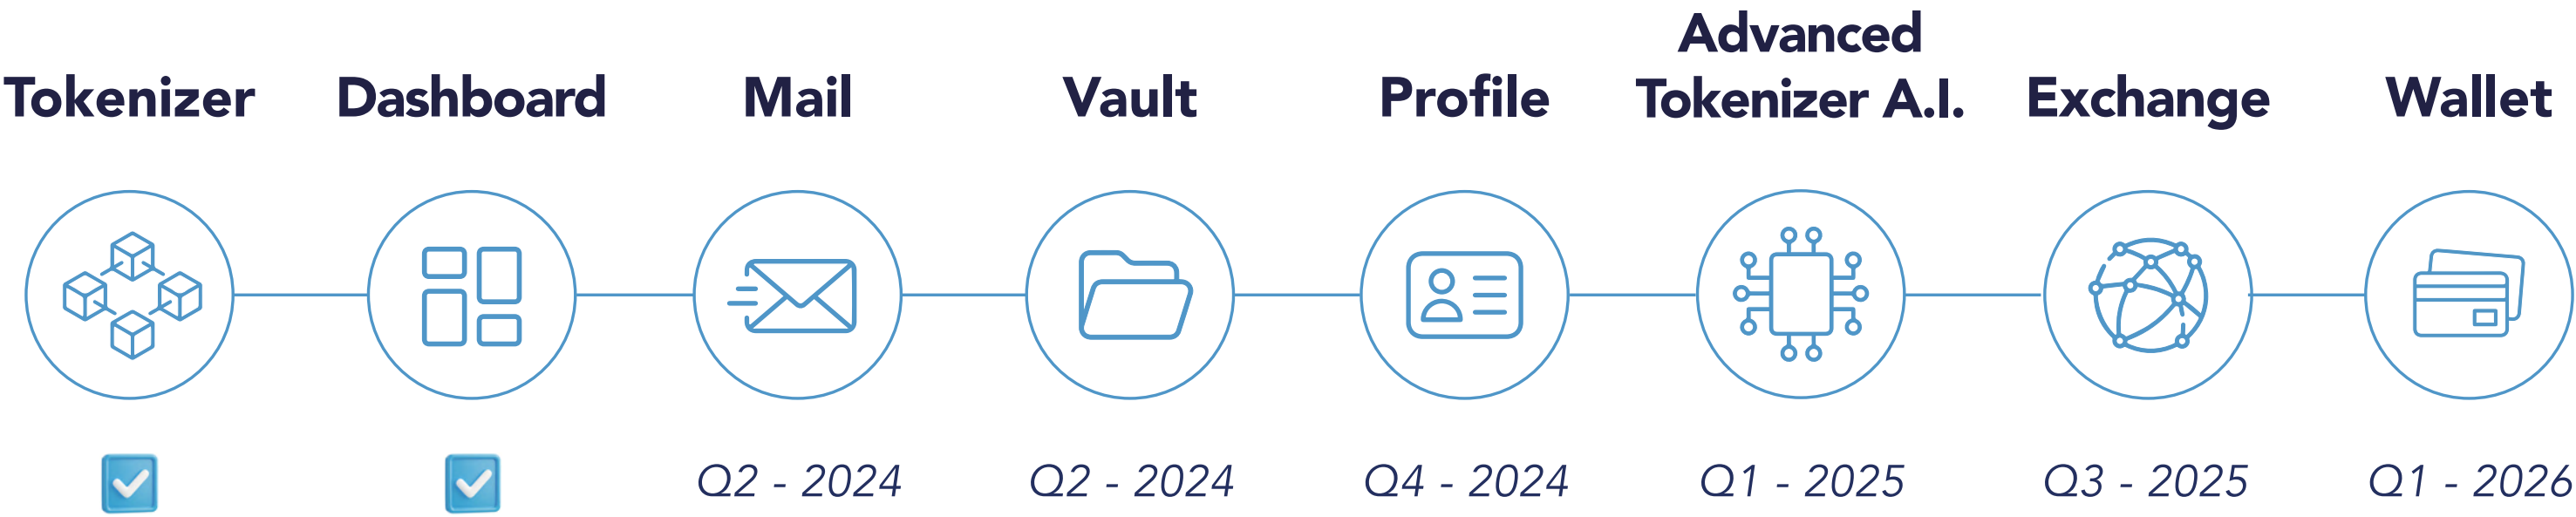 Tokenizer
Dashboard
Mail
Vault
Profile
Advanced
Tokenizer A.I.
Exchange
Wallet
Q2 - 2024
Q2 - 2024
Q4 - 2024
Q1 - 2025
Q3 - 2025
Q1 - 2026